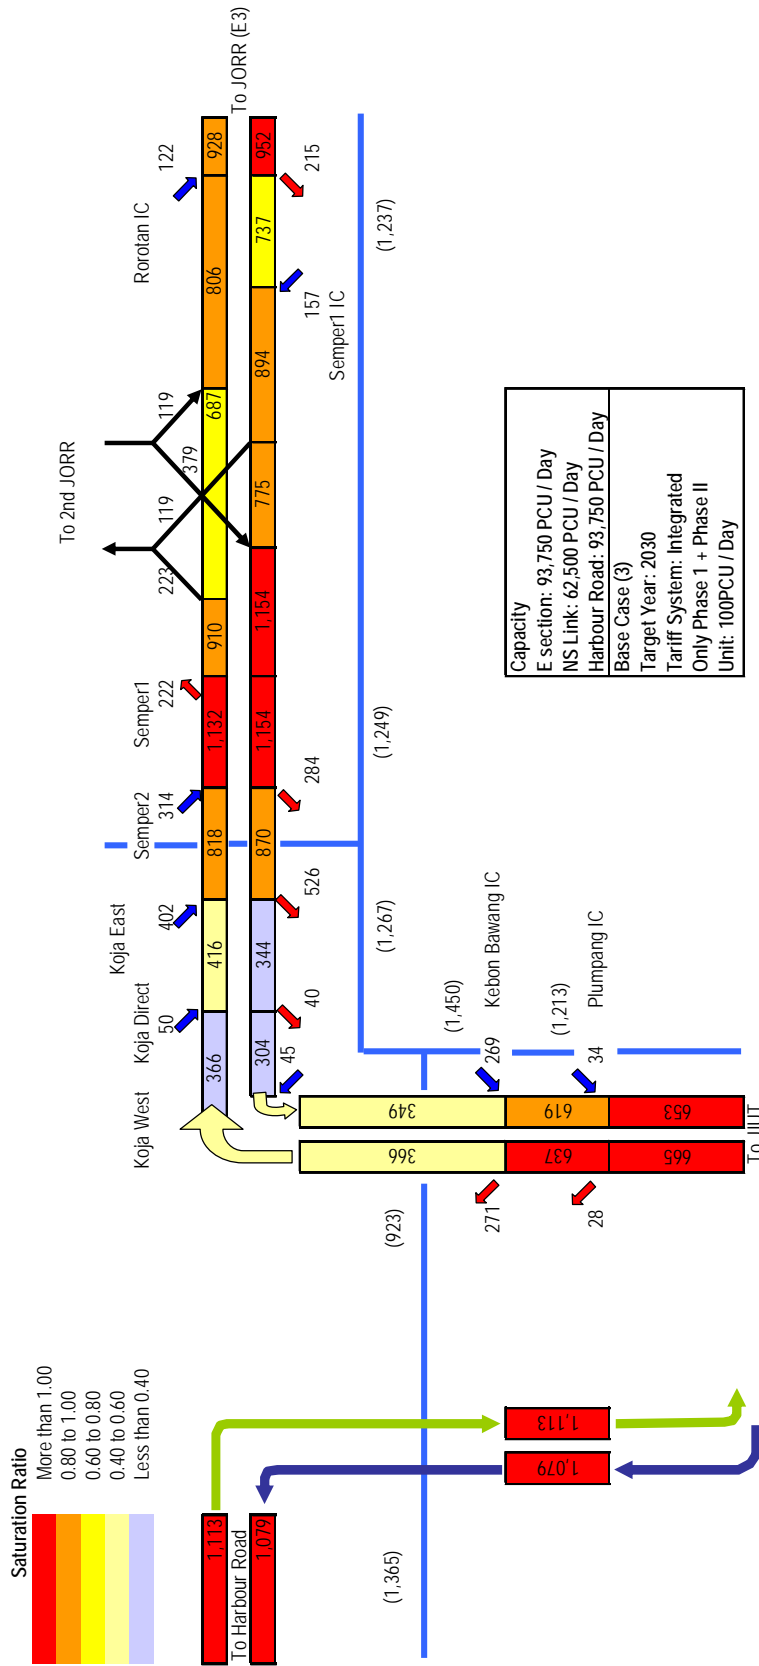 Saturation Ratio
More than 1.00
0.80 to 1.00
0.60 to 0.80
0.40 to 0.60
Less than 0.40
To 2nd JORR
Koja West
Koja Direct
Koja East
Semper2
Semper1
Rorotan IC
50
402
314
222
223
119
379
119
122
1,113
366
416
818
1,132
910
687
806
928
To Harbour Road
To JORR (E3)
1,079
304
344
870
1,154
1,154
775
894
737
952
45
40
526
284
157
215
Semper1 IC
(1,365)
(923)
(1,450)
(1,267)
(1,249)
(1,237)
366
349
271
269
Kebon Bawang IC
1,079
1,113
637
619
(1,213)
28
34
Plumpang IC
665
653
To JIUT
Capacity
E section: 93,750 PCU / Day
NS Link: 62,500 PCU / Day
Harbour Road: 93,750 PCU / Day
Base Case (3)
Target Year: 2030
Tariff System: Integrated
Only Phase 1 + Phase II
Unit: 100PCU / Day